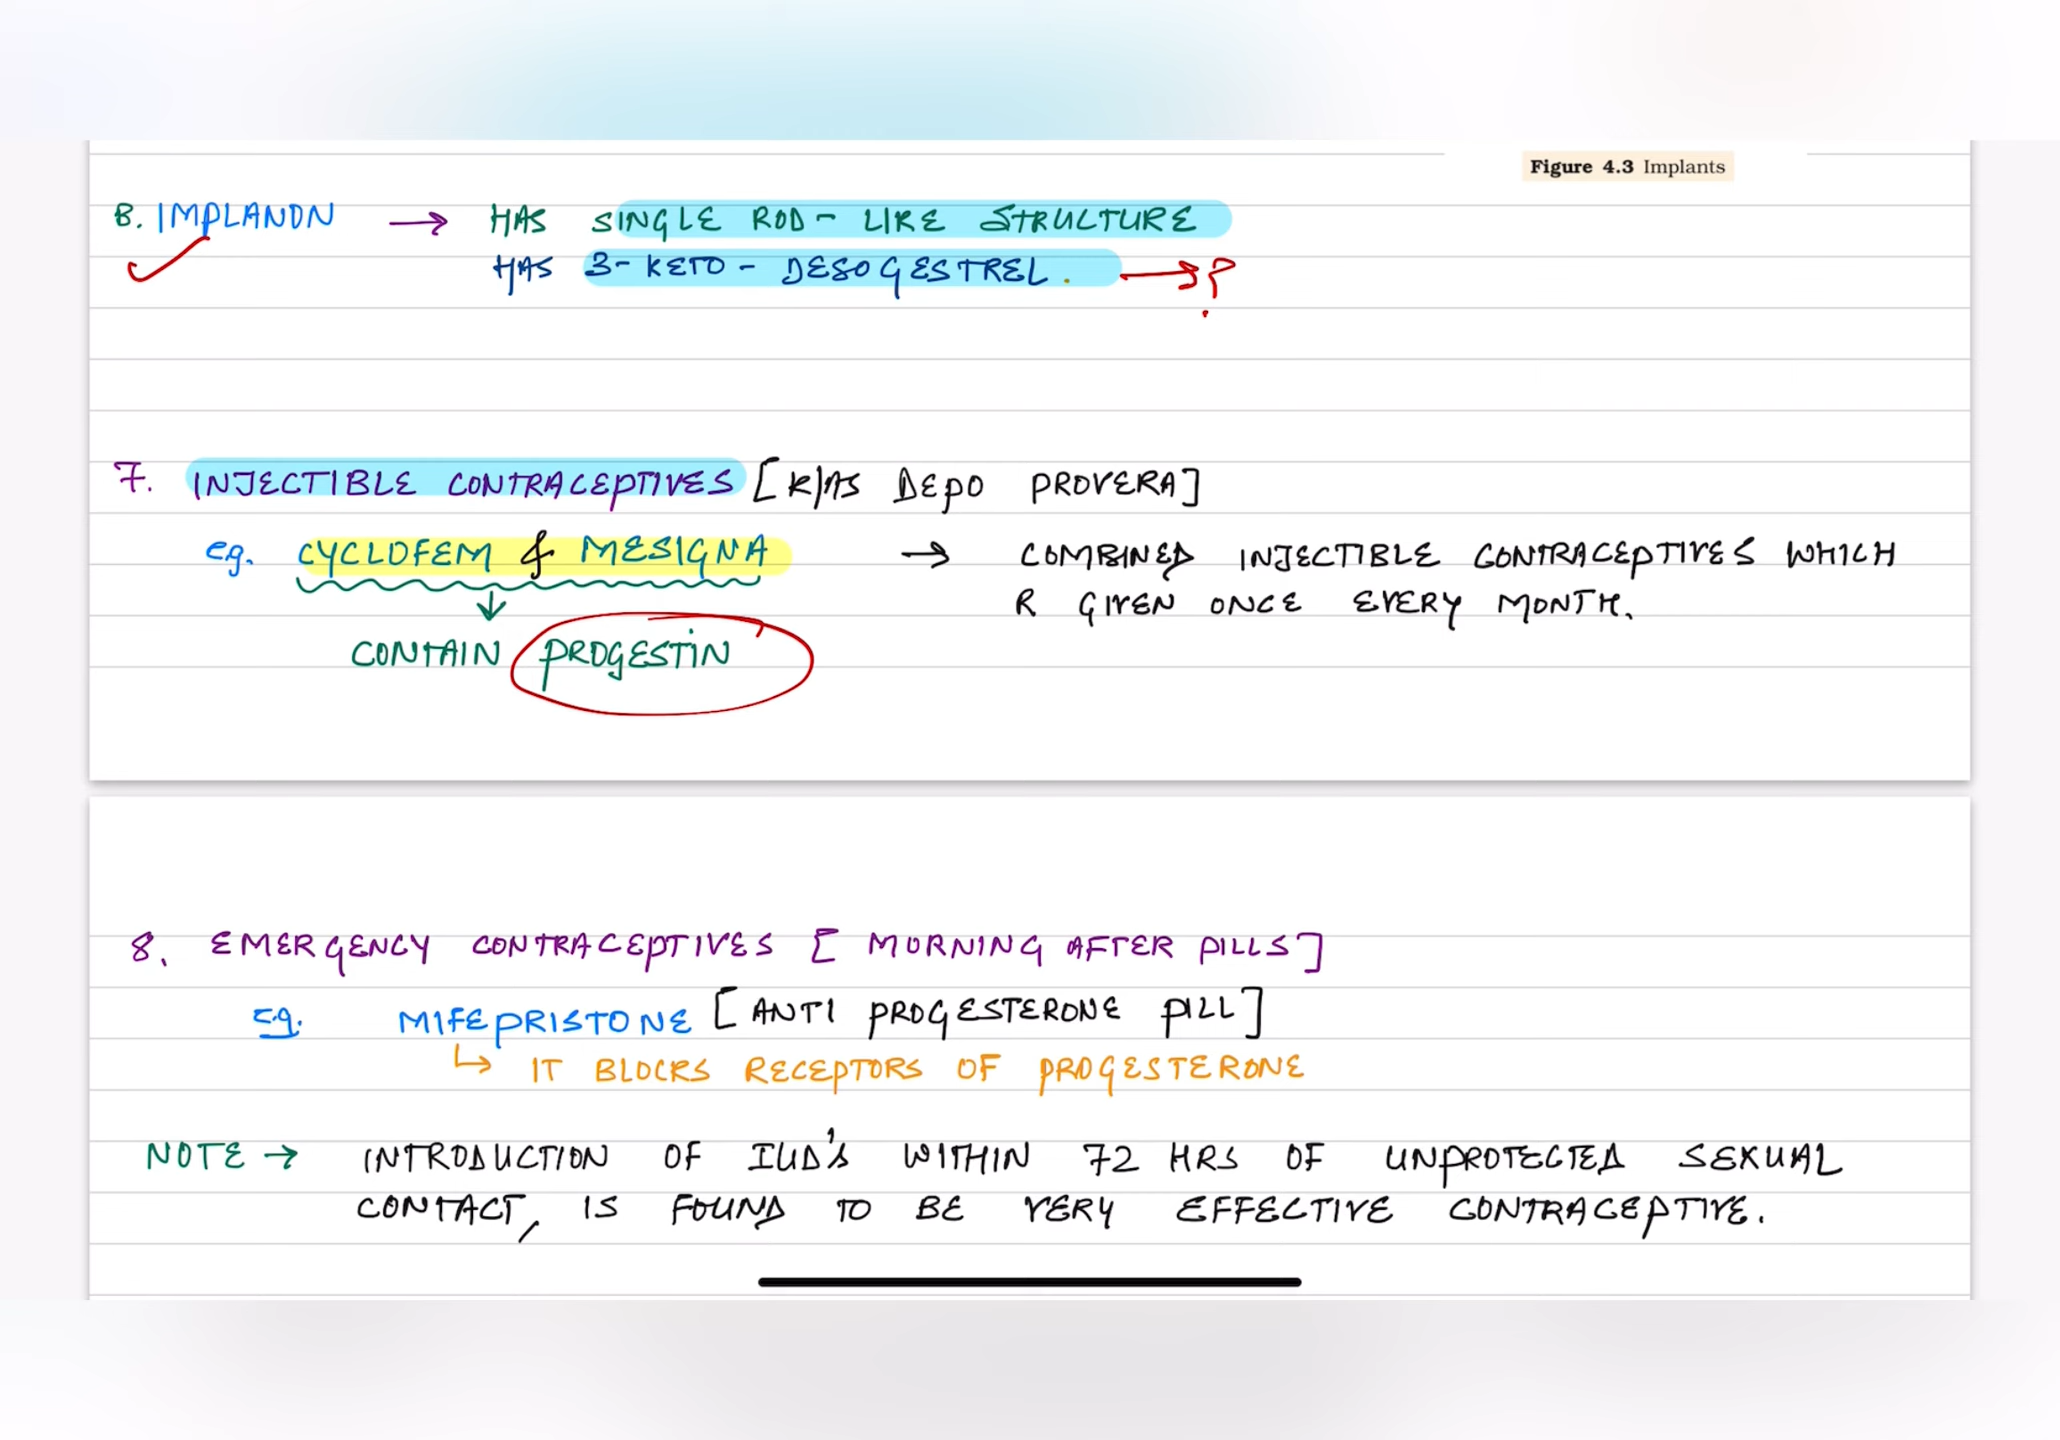 Figure 4.3 Implants
B. IMPLANON → HAS SINGLE ROD- LIKE STRUCTURE
HAS 3- KETO - DESOGESTREL. → ?
7. INJECTIBLE CONTRACEPTIVES [K/AS DEPO PROVERA]
e.g. CYCLOFEM & MESIGNA → COMBINED INJECTIBLE CONTRACEPTIVES WHICH
R GIVEN ONCE EVERY MONTH.
↓
CONTAIN PROGESTIN
8. EMERGENCY CONTRACEPTIVES [ MORNING AFTER PILLS]
e.g. MIFEPRISTONE [ANTI PROGESTERONE PILL]
↳ IT BLOCKS RECEPTORS OF PROGESTERONE
NOTE → INTRODUCTION OF IUD's WITHIN 72 HRS OF UNPROTECTED SEXUAL
CONTACT, IS FOUND TO BE VERY EFFECTIVE CONTRACEPTIVE.